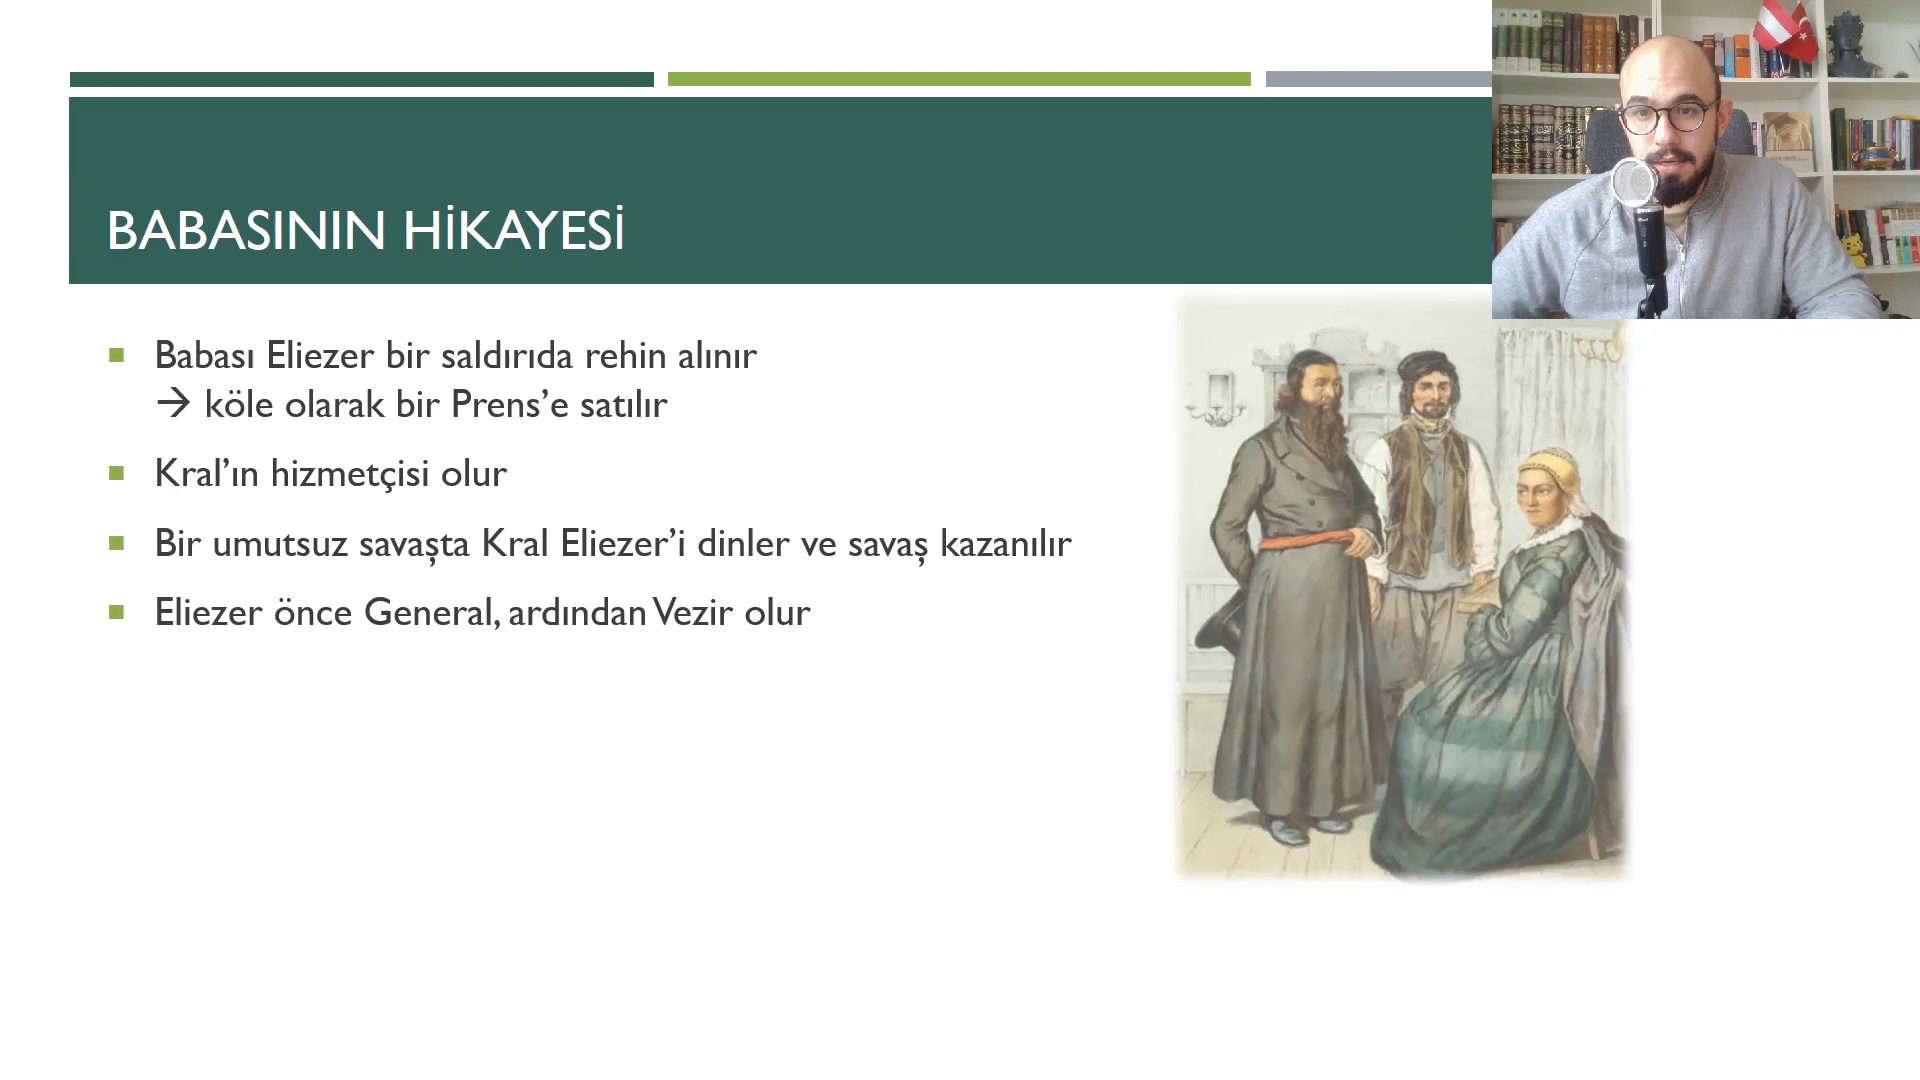 BABASININ HİKAYESİ
Babası Eliezer bir saldırıda rehin alınır
→ köle olarak bir Prens’e satılır
Kral’ın hizmetçisi olur
Bir umutsuz savaşta Kral Eliezer’i dinler ve savaş kazanılır
Eliezer önce General, ardından Vezir olur